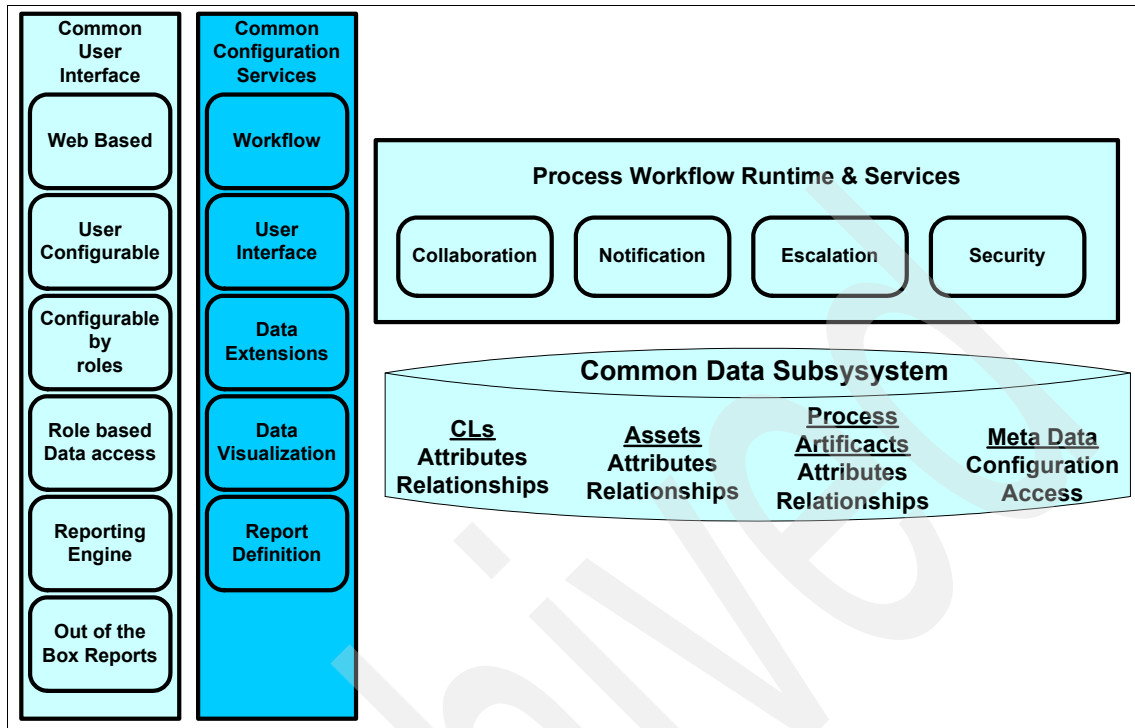 Common
User
Interface
Web Based
User
Configurable
Configurable
by
roles
Role based
Data access
Reporting
Engine
Out of the
Box Reports
Common
Configuration
Services
Workflow
User
Interface
Data
Extensions
Data
Visualization
Report
Definition
Process Workflow Runtime & Services
Collaboration
Notification
Escalation
Security
Common Data Subsysystem
CLs
Attributes
Relationships
Assets
Attributes
Relationships
Process
Artificacts
Attributes
Relationships
Meta Data
Configuration
Access